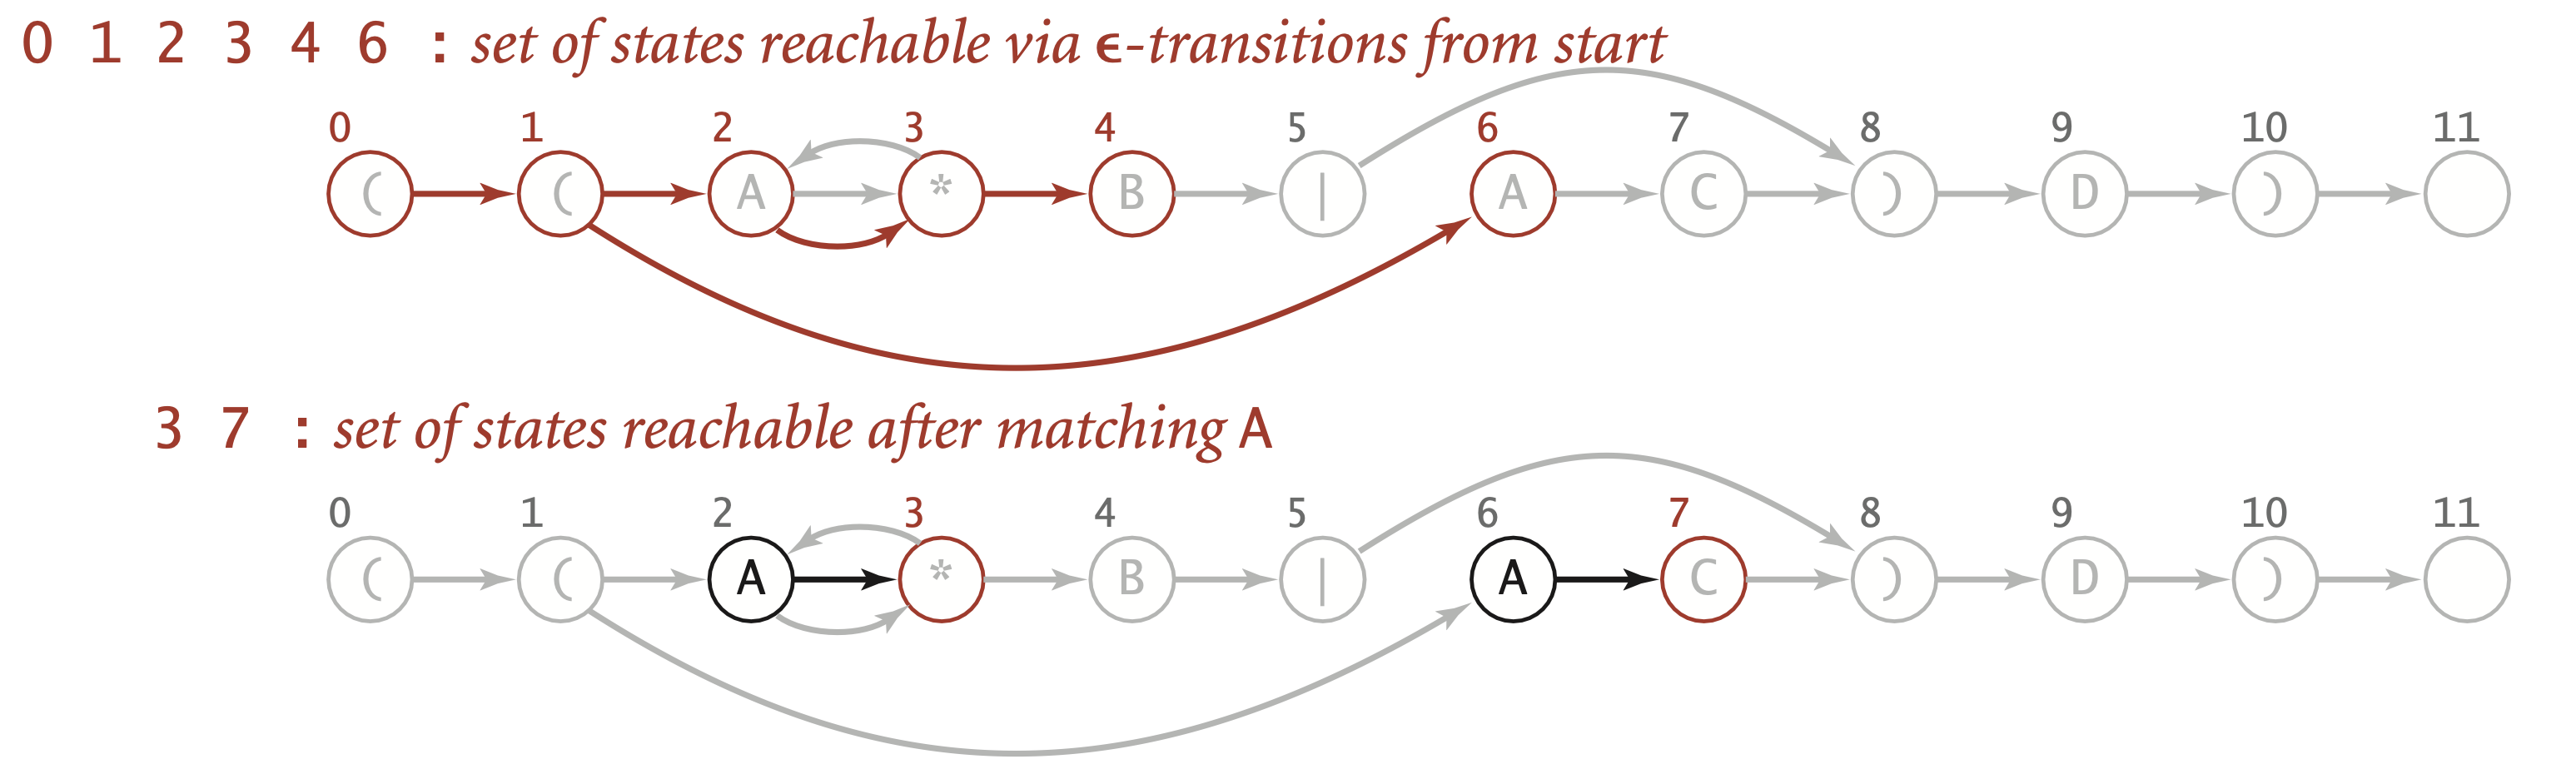 0 1 2 3 4 6 : set of states reachable via ϵ-transitions from start
0 1 2 3 4 5 6 7 8 9 10 11
( ( A * B | A C ) D )
3 7 : set of states reachable after matching A
0 1 2 3 4 5 6 7 8 9 10 11
( ( A * B | A C ) D )